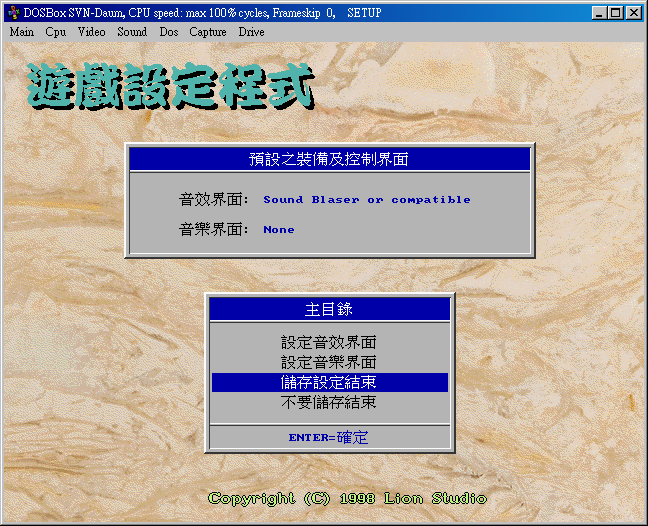 DOSBox SVN-Daum, CPU speed: max 100% cycles, Frameskip 0, SETUP
Main Cpu Video Sound Dos Capture Drive
遊戲設定程式
預設之裝備及控制界面
音效界面: Sound Blaser or compatible
音樂界面: None
主目錄
設定音效界面
設定音樂界面
儲存設定結束
不要儲存結束
ENTER=確定
Copyright (C) 1998 Lion Studio